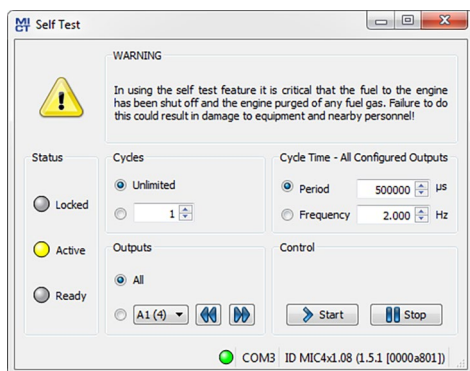 MICT Self Test
WARNING
In using the self test feature it is critical that the fuel to the engine
has been shut off and the engine purged of any fuel gas. Failure to do
this could result in damage to equipment and nearby personnel!
Status
Locked
Active
Ready
Cycles
Unlimited
1
Cycle Time - All Configured Outputs
Period 500000 µs
Frequency 2.000 Hz
Outputs
All
A1 (4)
Control
Start Stop
COM3 ID MIC4x1.08 (1.5.1 [0000a801])